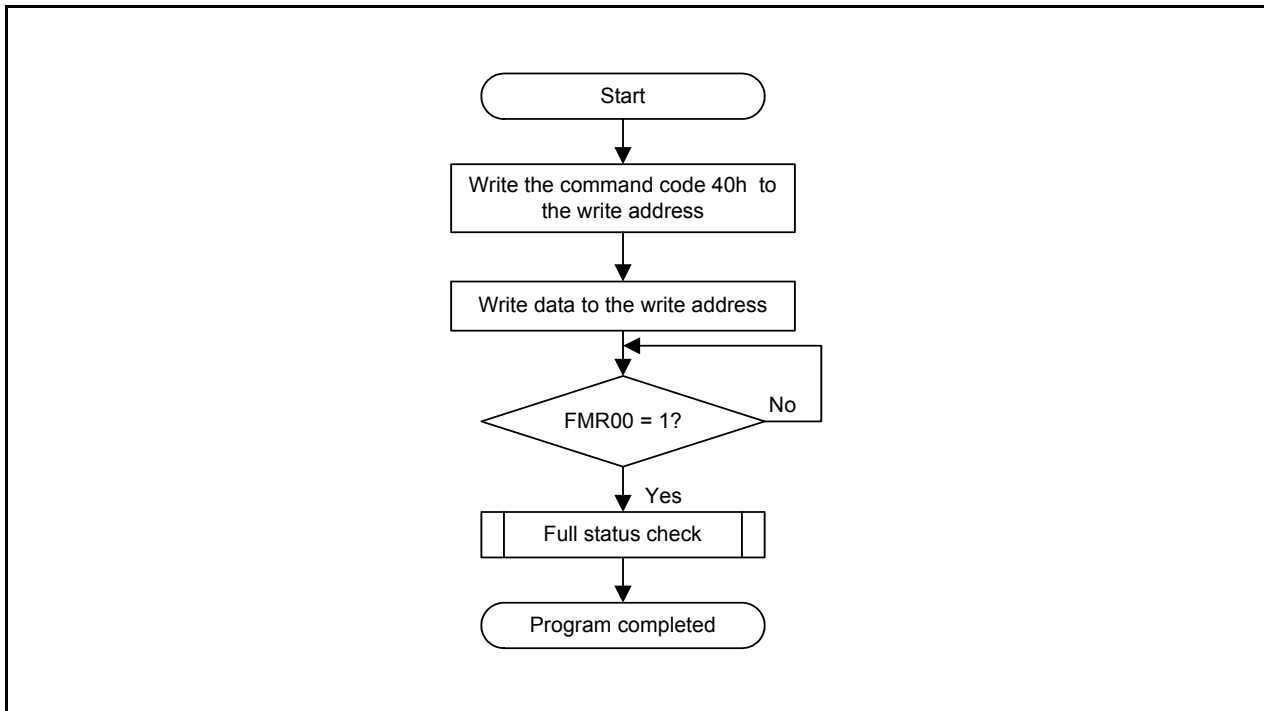 Start
Write the command code 40h to
the write address
Write data to the write address
FMR00 = 1?
No
Yes
Full status check
Program completed